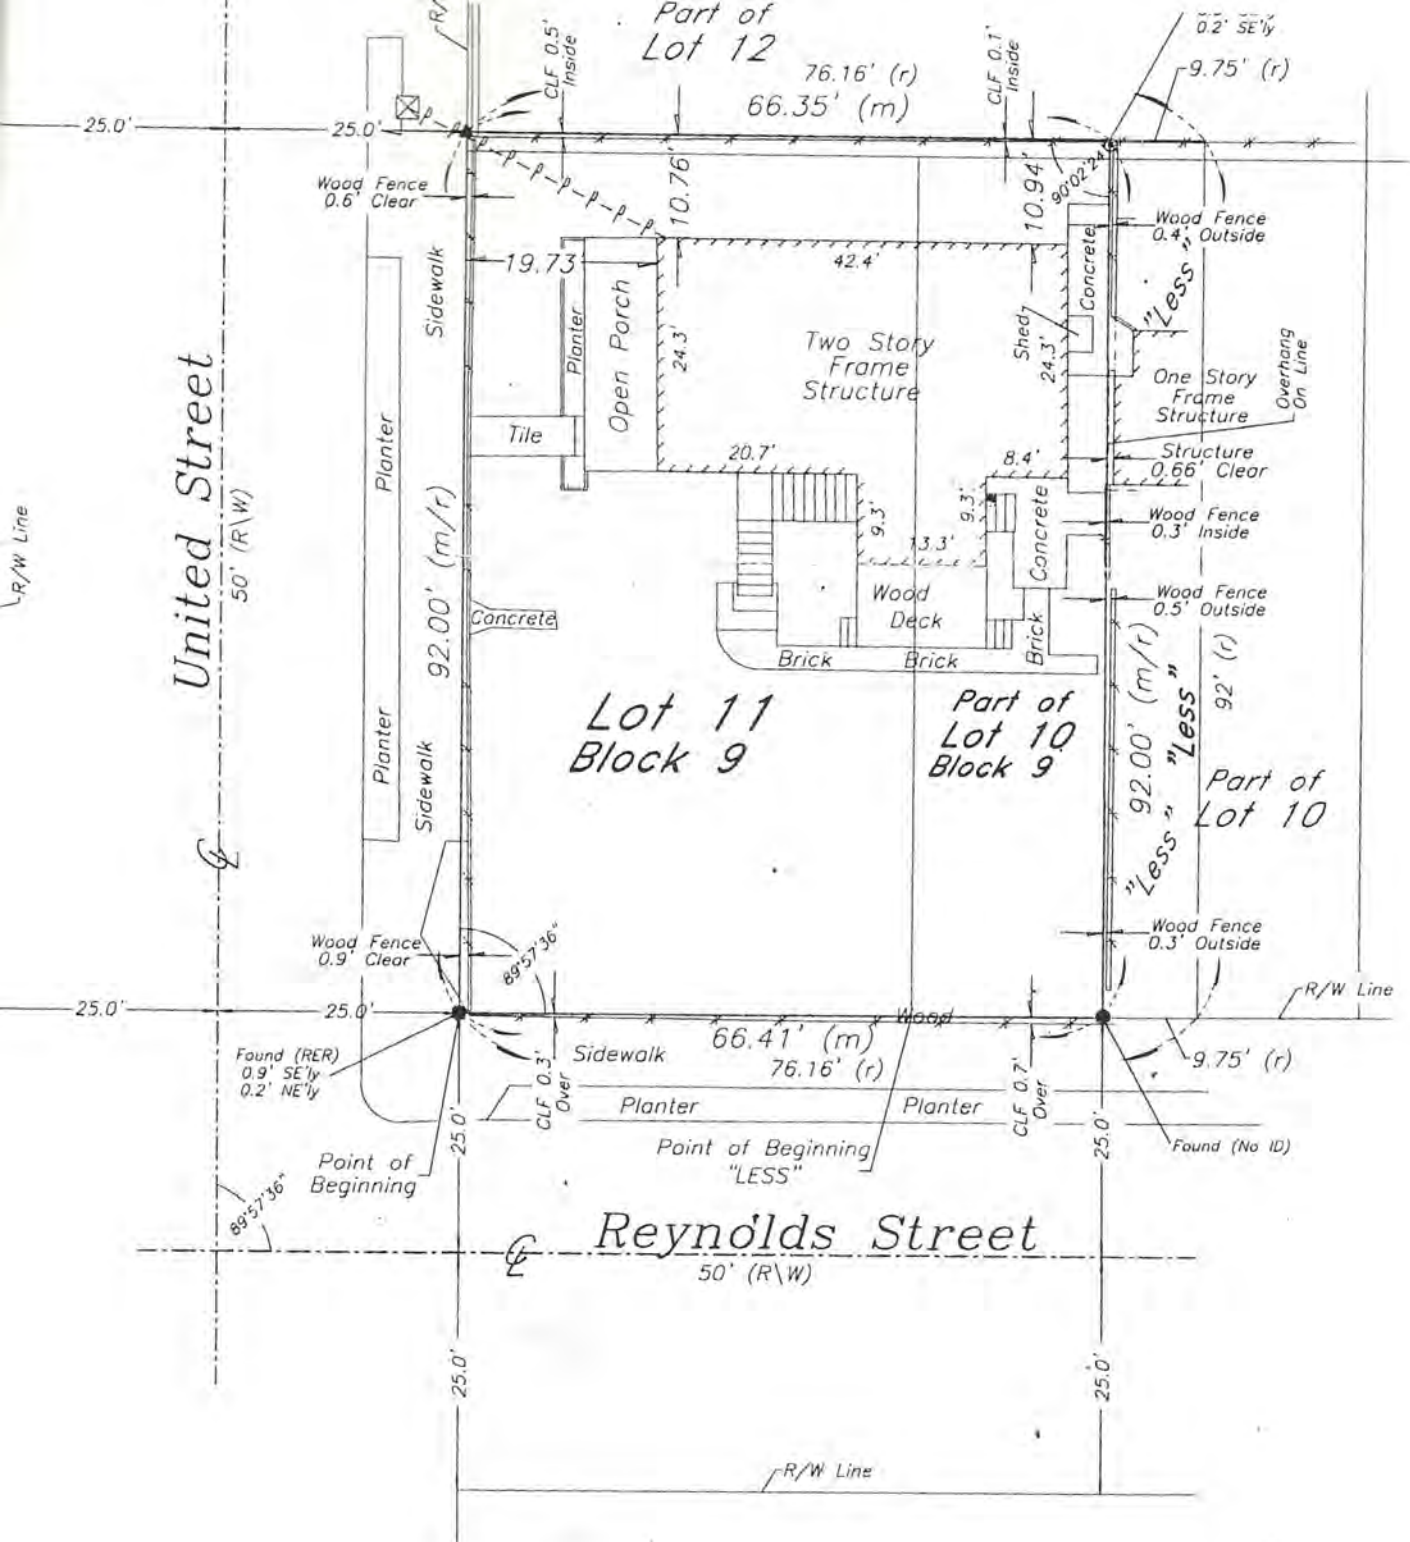 Part of
Lot 12
R/
CLF 0.5'
Inside
76.16' (r)
66.35' (m)
CLF 0.1'
Inside
0.2' SE'ly
9.75' (r)
25.0'
25.0'
P P P P P P P P
Wood Fence
0.6' Clear
10.76'
10.94'
90°02'24"
Wood Fence
0.4' Outside
Sidewalk
19.73
42.4'
Concrete
"Less"
Planter
Open Porch
24.3'
Two Story
Frame
Structure
Shed
24.3'
One Story
Frame
Structure
Overhang
On Line
Planter
Tile
20.7'
8.4'
Structure
0.66' Clear
United Street
50' (R\W)
R/W Line
92.00' (m/r)
9.3'
9.3'
13.3'
Concrete
Wood Fence
0.3' Inside
Concrete
Wood
Deck
Wood Fence
0.5' Outside
Brick
Brick
Brick
92.00' (m/r)
"Less"
92' (r)
Planter
Sidewalk
Lot 11
Block 9
Part of
Lot 10
Block 9
Part of
Lot 10
"Less"
℄
Wood Fence
0.9' Clear
89°57'36"
Wood Fence
0.3' Outside
R/W Line
25.0'
25.0'
Wood
66.41' (m)
76.16' (r)
Sidewalk
9.75' (r)
Found (RER)
0.9' SE'ly
0.2' NE'ly
CLF 0.3'
Over
CLF 0.7'
Over
Planter
Planter
25.0'
25.0'
Found (No ID)
Point of
Beginning
Point of Beginning
"LESS"
89°57'36"
Reynolds Street
℄
50' (R\W)
25.0'
25.0'
R/W Line